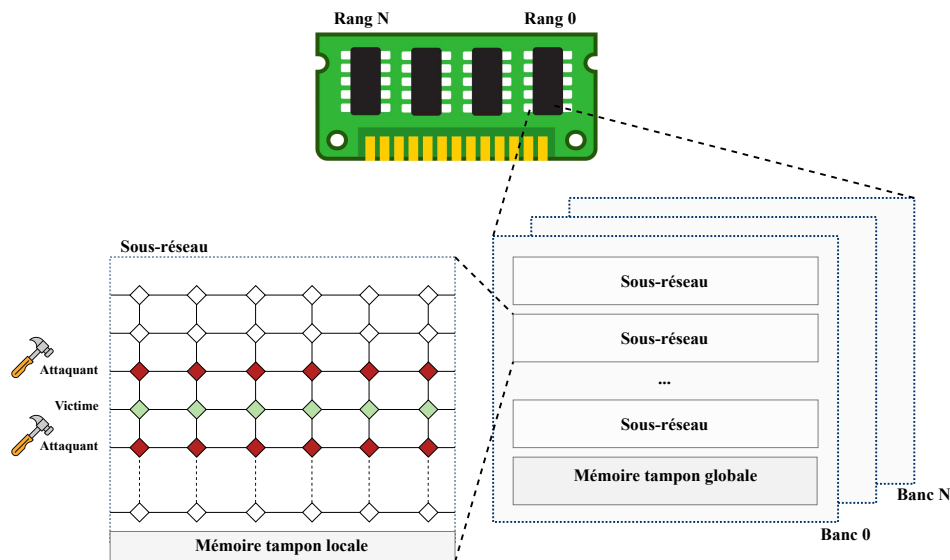 Rang N
Rang 0
Sous-réseau
Attaquant
Victime
Attaquant
Mémoire tampon locale
Sous-réseau
Sous-réseau
...
Sous-réseau
Mémoire tampon globale
Banc 0
Banc N